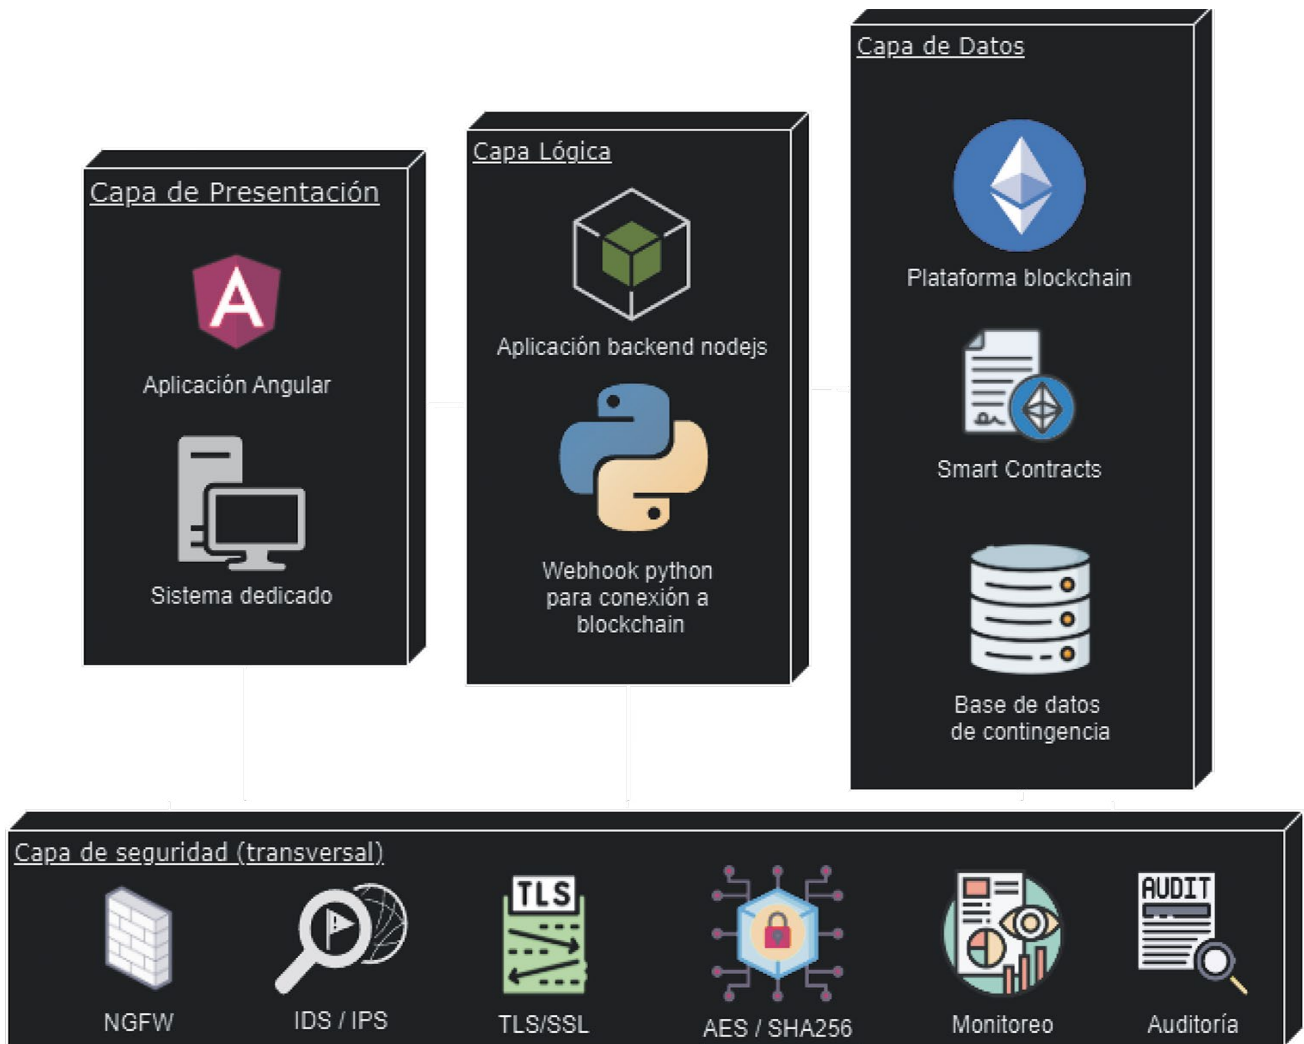 Capa de Presentación
Aplicación Angular
Sistema dedicado
Capa Lógica
Aplicación backend nodejs
Webhook python
para conexión a
blockchain
Capa de Datos
Plataforma blockchain
Smart Contracts
Base de datos
de contingencia
Capa de seguridad (transversal)
NGFW
IDS / IPS
TLS
TLS/SSL
AES / SHA256
Monitoreo
AUDIT
Auditoría